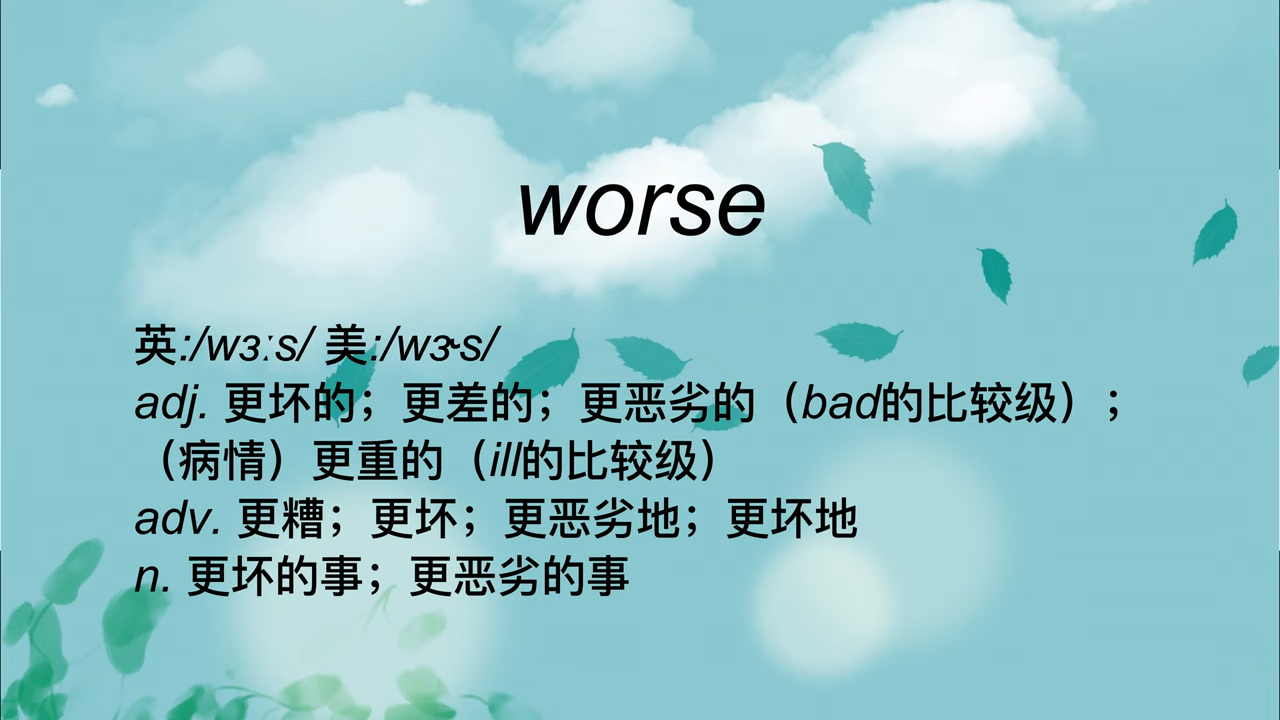 worse
英:/wɜːs/ 美:/wɝs/
adj. 更坏的；更差的；更恶劣的（bad的比较级）；
（病情）更重的（ill的比较级）
adv. 更糟；更坏；更恶劣地；更坏地
n. 更坏的事；更恶劣的事